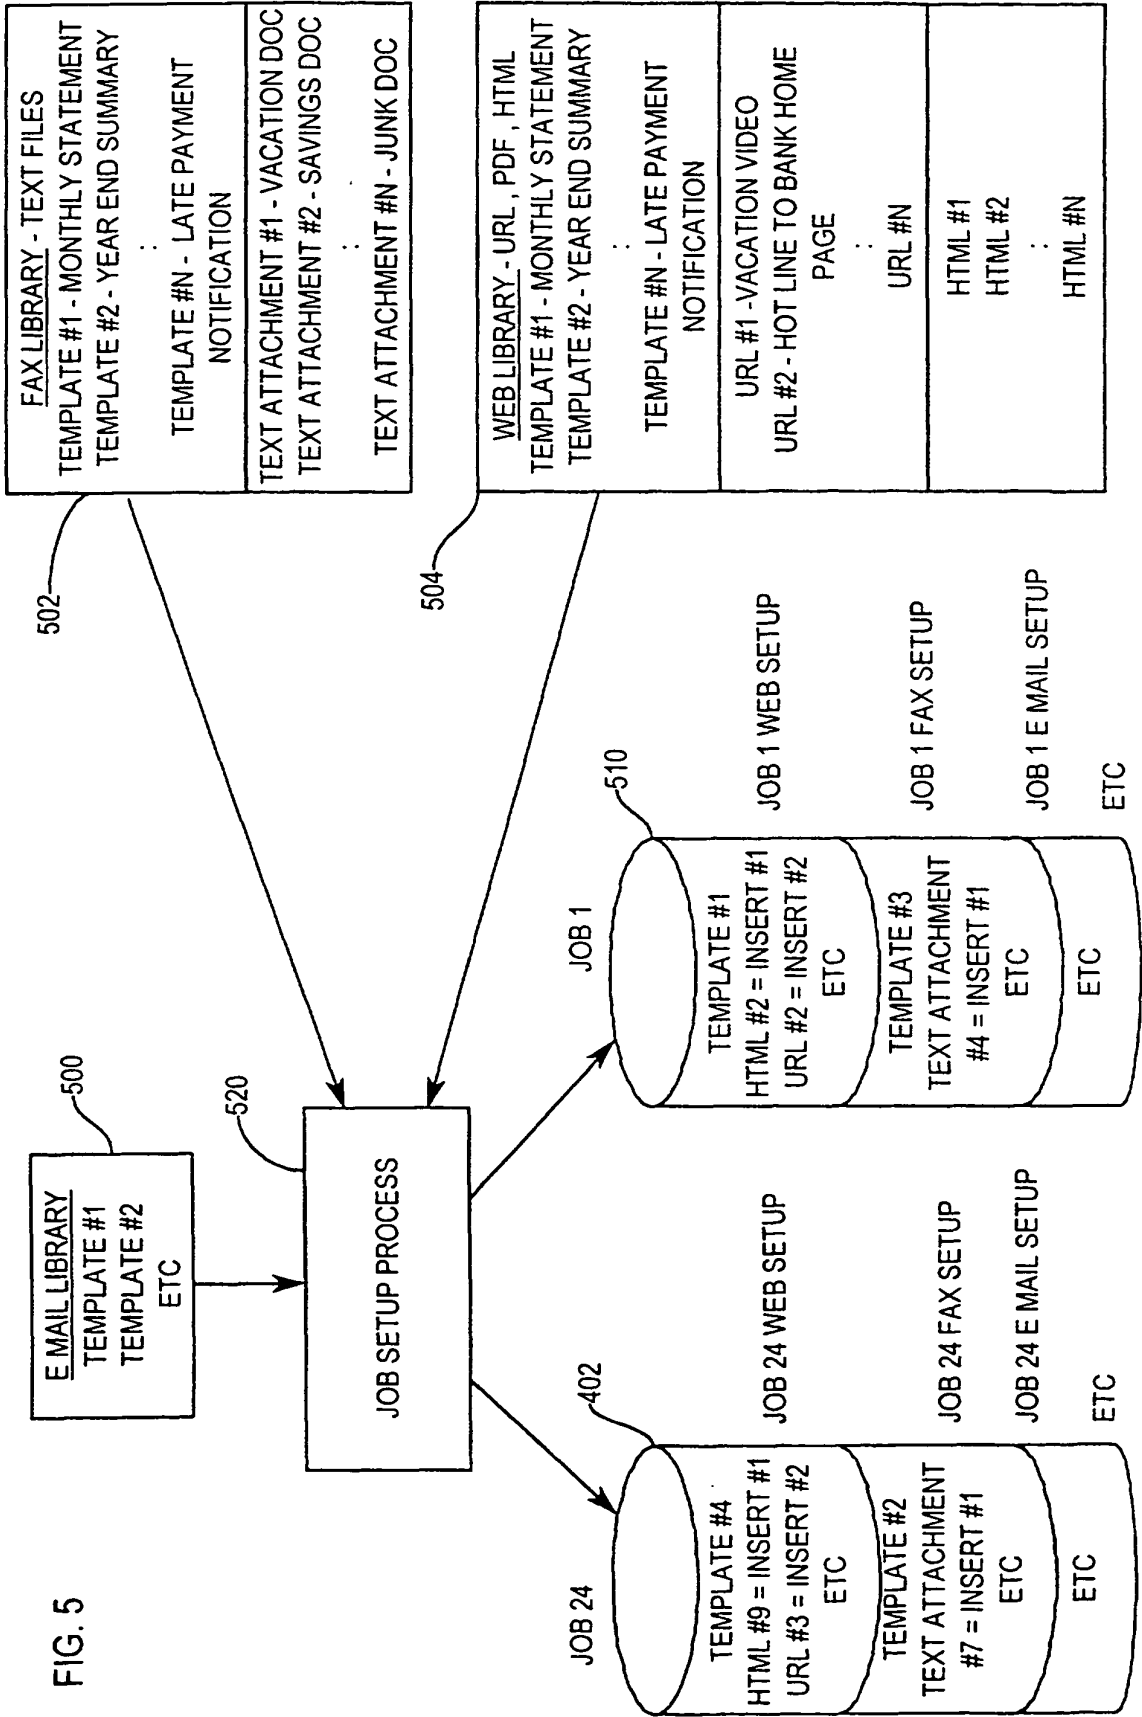 FIG. 5
E MAIL LIBRARY
TEMPLATE #1
TEMPLATE #2
ETC
500
FAX LIBRARY - TEXT FILES
TEMPLATE #1 - MONTHLY STATEMENT
TEMPLATE #2 - YEAR END SUMMARY
:
TEMPLATE #N - LATE PAYMENT
NOTIFICATION
TEXT ATTACHMENT #1 - VACATION DOC
TEXT ATTACHMENT #2 - SAVINGS DOC
:
TEXT ATTACHMENT #N - JUNK DOC
502
520
JOB SETUP PROCESS
WEB LIBRARY - URL, PDF, HTML
TEMPLATE #1 - MONTHLY STATEMENT
TEMPLATE #2 - YEAR END SUMMARY
:
TEMPLATE #N - LATE PAYMENT
NOTIFICATION
URL #1 - VACATION VIDEO
URL #2 - HOT LINE TO BANK HOME
PAGE
:
URL #N
HTML #1
HTML #2
:
HTML #N
504
JOB 24
402
TEMPLATE #4
HTML #9 = INSERT #1
URL #3 = INSERT #2
ETC
JOB 24 WEB SETUP
TEMPLATE #2
TEXT ATTACHMENT
#7 = INSERT #1
ETC
JOB 24 FAX SETUP
JOB 24 E MAIL SETUP
ETC
ETC
JOB 1
510
TEMPLATE #1
HTML #2 = INSERT #1
URL #2 = INSERT #2
ETC
JOB 1 WEB SETUP
TEMPLATE #3
TEXT ATTACHMENT
#4 = INSERT #1
ETC
JOB 1 FAX SETUP
JOB 1 E MAIL SETUP
ETC
ETC